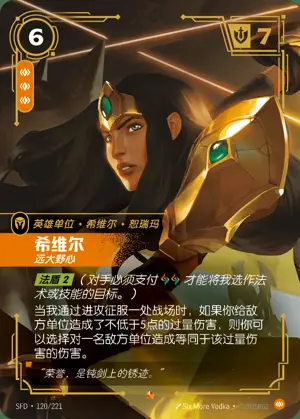 6
7
英雄单位 • 希维尔 • 恕瑞玛
希维尔
远大野心
法盾 2 （对手必须支付 才能将我选作法
术或技能的目标。）
当我通过进攻征服一处战场时，如果你给敌
方单位造成了不低于5点的过量伤害，则你可
以选择对一名敌方单位造成等同于该过量伤
害的伤害。
“荣誉，是钝剑上的锈迹。”
SFD • 120/221
Six More Vodka